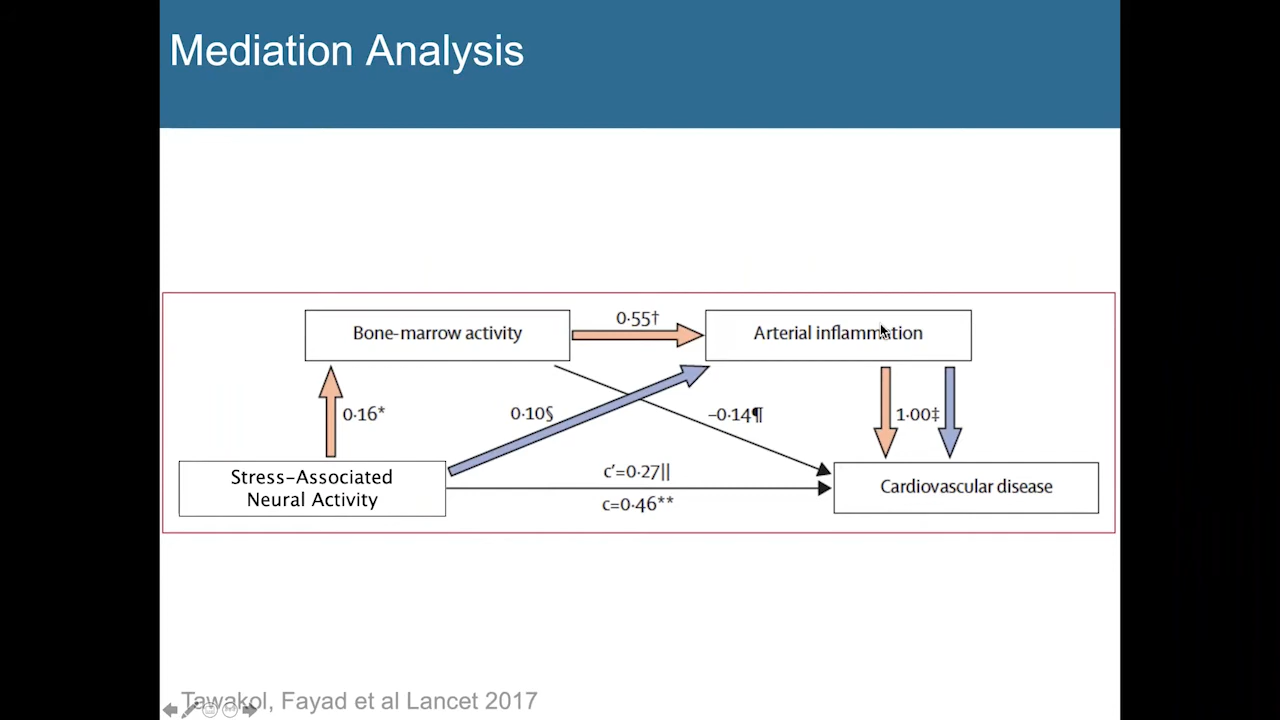 Mediation Analysis
0·55†
Bone-marrow activity
Arterial inflammation
0·16*
0·10§
–0·14¶
1·00‡
Stress-Associated
Neural Activity
c’=0·27||
c=0·46**
Cardiovascular disease
Tawakol, Fayad et al Lancet 2017